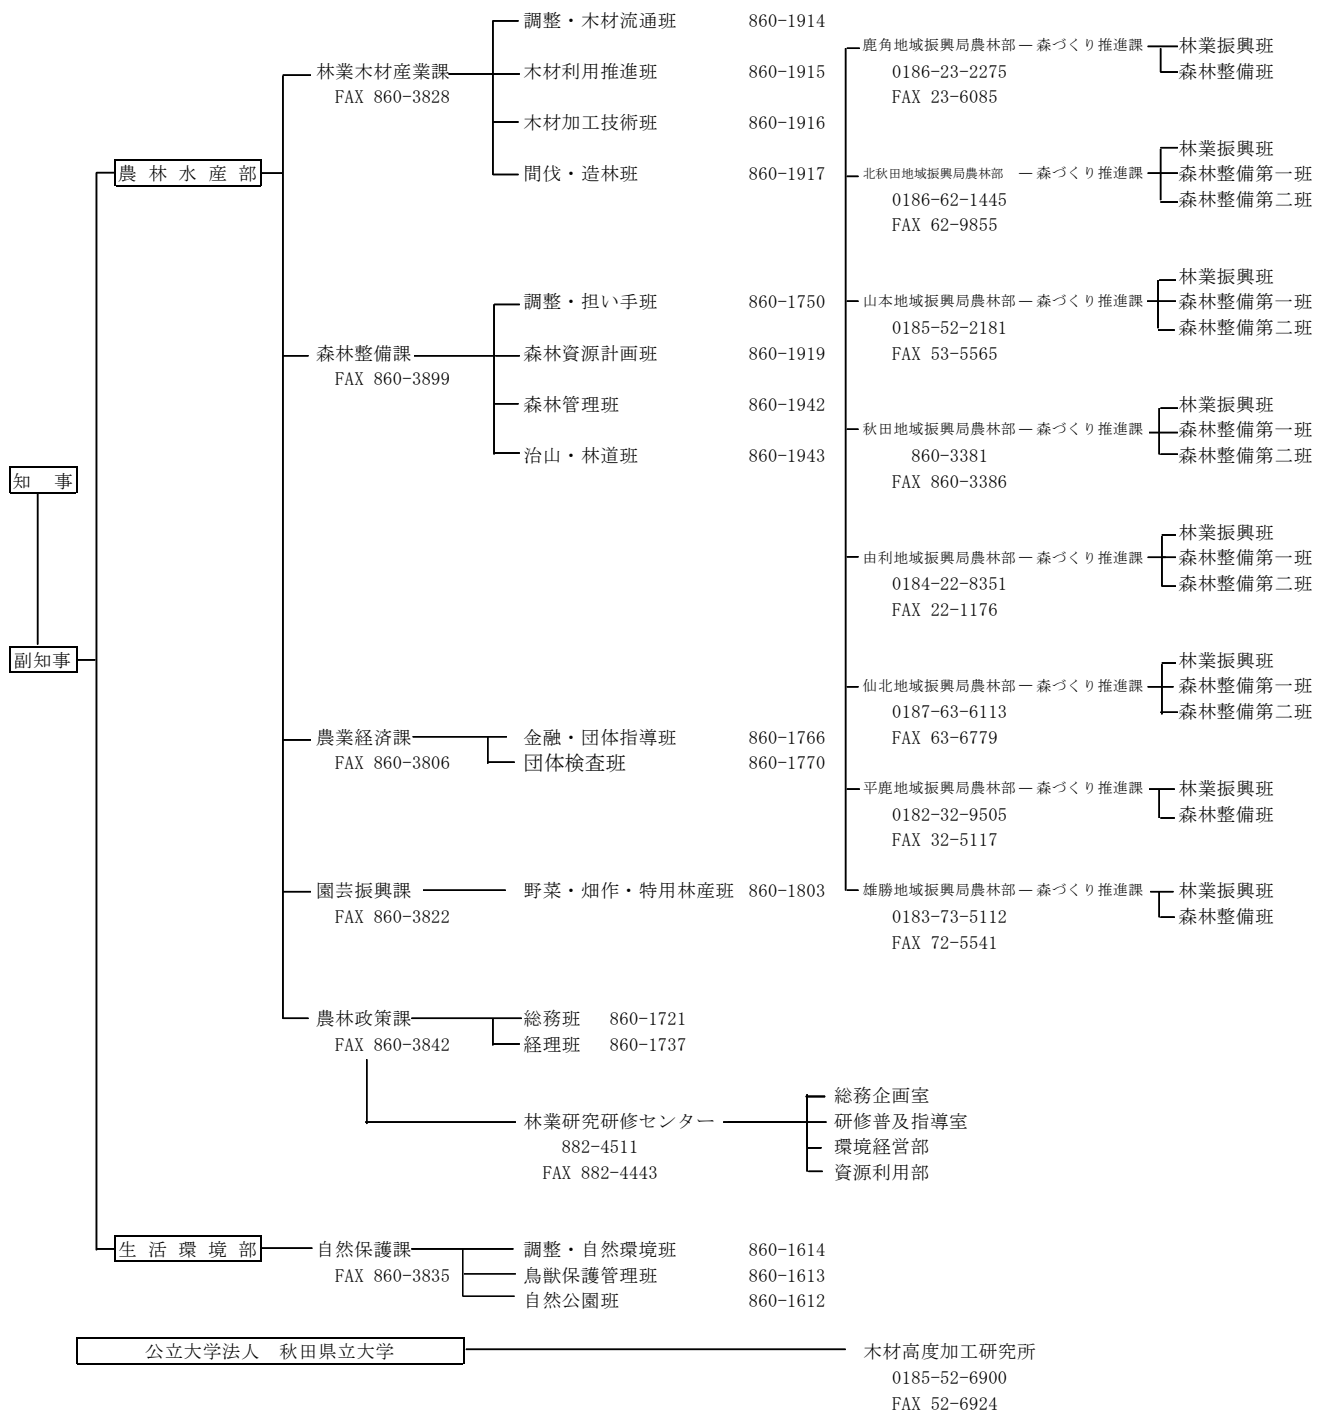 知　事
副知事
農 林 水 産 部
林業木材産業課
FAX 860-3828
調整・木材流通班 860-1914
木材利用推進班 860-1915
木材加工技術班 860-1916
間伐・造林班 860-1917
森林整備課
FAX 860-3899
調整・担い手班 860-1750
森林資源計画班 860-1919
森林管理班 860-1942
治山・林道班 860-1943
農業経済課
FAX 860-3806
金融・団体指導班 860-1766
団体検査班 860-1770
園芸振興課
FAX 860-3822
野菜・畑作・特用林産班 860-1803
農林政策課
FAX 860-3842
総務班 860-1721
経理班 860-1737
林業研究研修センター
882-4511
FAX 882-4443
総務企画室
研修普及指導室
環境経営部
資源利用部
鹿角地域振興局農林部 ― 森づくり推進課
0186-23-2275
FAX 23-6085
林業振興班
森林整備班
北秋田地域振興局農林部 ― 森づくり推進課
0186-62-1445
FAX 62-9855
林業振興班
森林整備第一班
森林整備第二班
山本地域振興局農林部 ― 森づくり推進課
0185-52-2181
FAX 53-5565
林業振興班
森林整備第一班
森林整備第二班
秋田地域振興局農林部 ― 森づくり推進課
860-3381
FAX 860-3386
林業振興班
森林整備第一班
森林整備第二班
由利地域振興局農林部 ― 森づくり推進課
0184-22-8351
FAX 22-1176
林業振興班
森林整備第一班
森林整備第二班
仙北地域振興局農林部 ― 森づくり推進課
0187-63-6113
FAX 63-6779
林業振興班
森林整備第一班
森林整備第二班
平鹿地域振興局農林部 ― 森づくり推進課
0182-32-9505
FAX 32-5117
林業振興班
森林整備班
雄勝地域振興局農林部 ― 森づくり推進課
0183-73-5112
FAX 72-5541
林業振興班
森林整備班
生 活 環 境 部
自然保護課
FAX 860-3835
調整・自然環境班 860-1614
鳥獣保護管理班 860-1613
自然公園班 860-1612
公立大学法人　秋田県立大学
木材高度加工研究所
0185-52-6900
FAX 52-6924